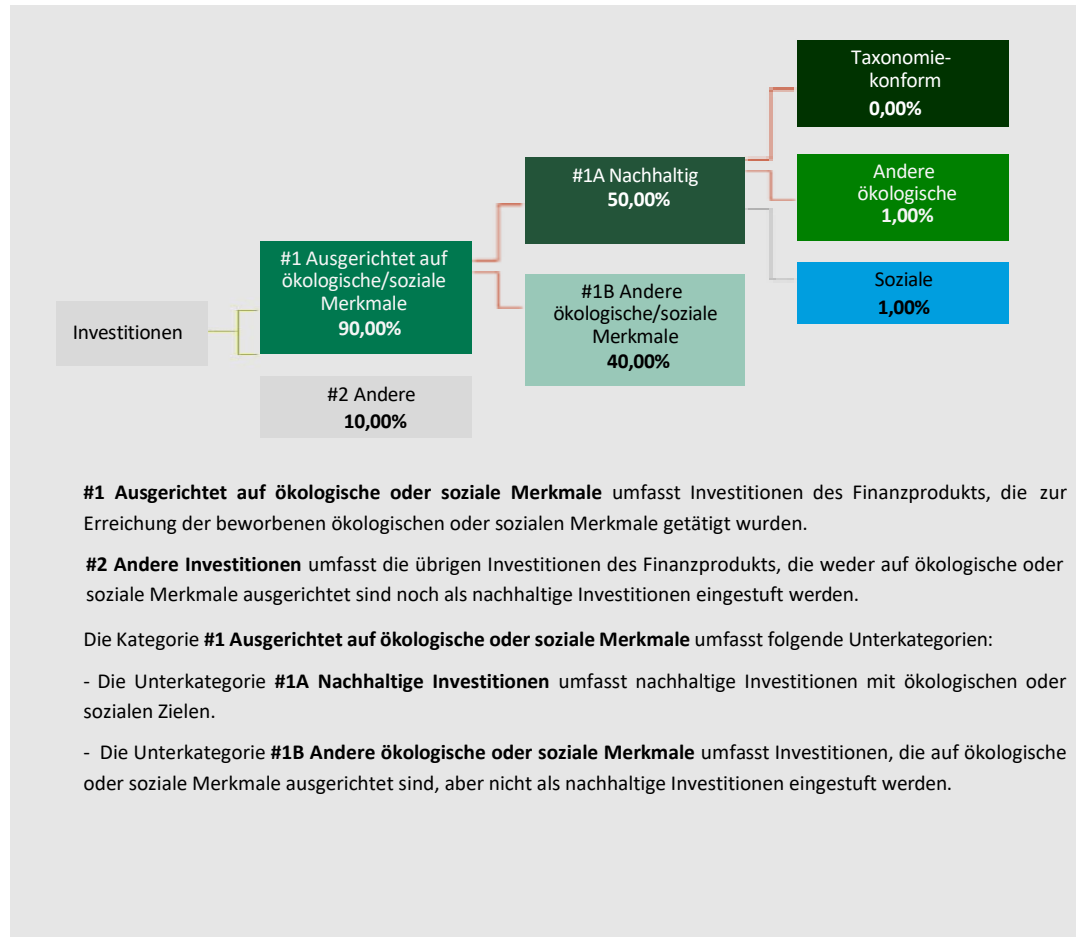 Taxonomie-
konform
0,00%
#1A Nachhaltig
50,00%
Andere
ökologische
1,00%
#1 Ausgerichtet auf
ökologische/soziale
Merkmale
90,00%
Soziale
1,00%
#1B Andere
ökologische/soziale
Merkmale
40,00%
Investitionen
#2 Andere
10,00%
#1 Ausgerichtet auf ökologische oder soziale Merkmale umfasst Investitionen des Finanzprodukts, die zur
Erreichung der beworbenen ökologischen oder sozialen Merkmale getätigt wurden.
#2 Andere Investitionen umfasst die übrigen Investitionen des Finanzprodukts, die weder auf ökologische oder
soziale Merkmale ausgerichtet sind noch als nachhaltige Investitionen eingestuft werden.
Die Kategorie #1 Ausgerichtet auf ökologische oder soziale Merkmale umfasst folgende Unterkategorien:
- Die Unterkategorie #1A Nachhaltige Investitionen umfasst nachhaltige Investitionen mit ökologischen oder
sozialen Zielen.
- Die Unterkategorie #1B Andere ökologische oder soziale Merkmale umfasst Investitionen, die auf ökologische
oder soziale Merkmale ausgerichtet sind, aber nicht als nachhaltige Investitionen eingestuft werden.